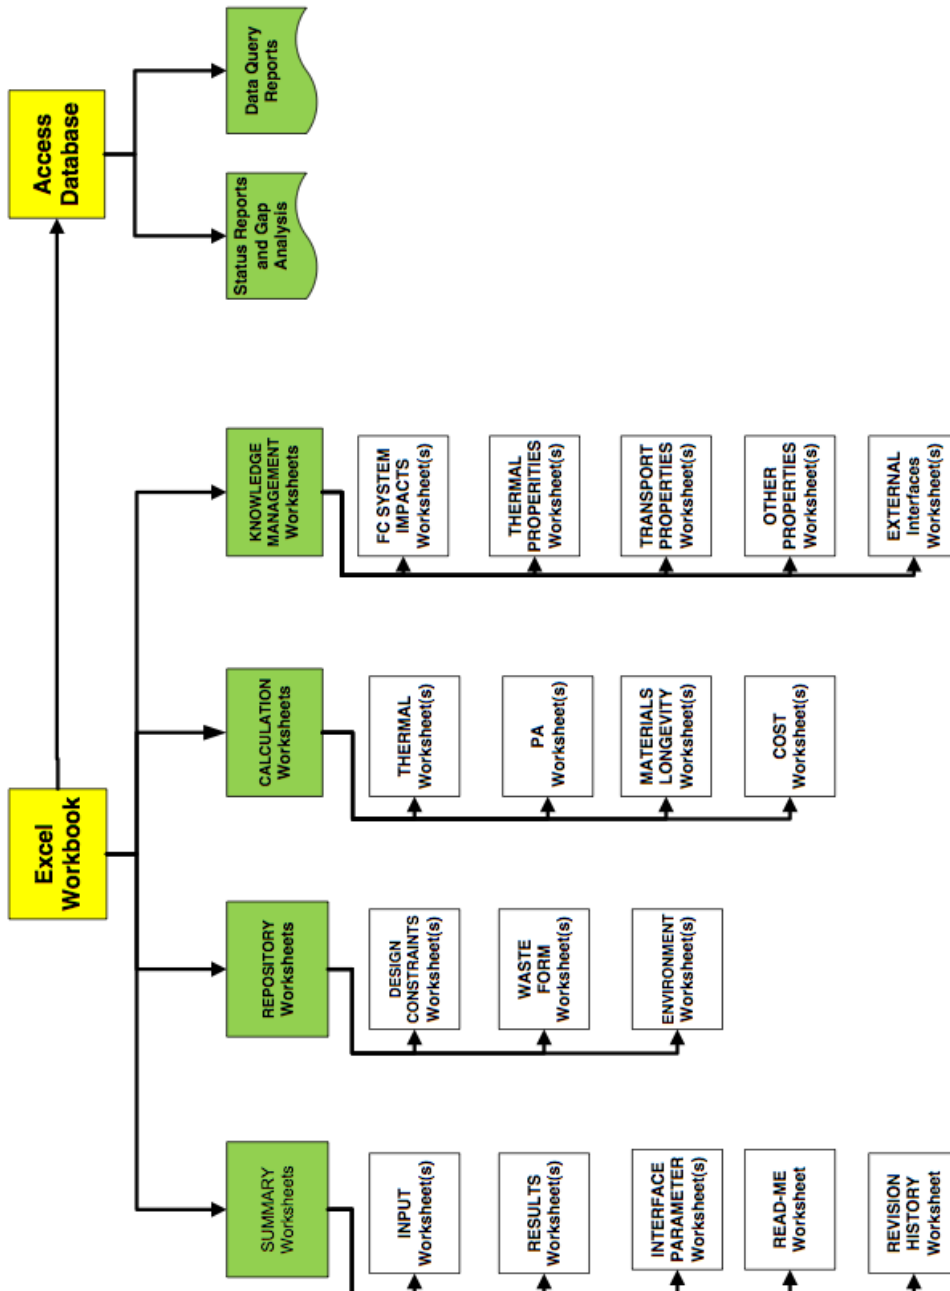 Excel
Workbook
Access
Database
SUMMARY
Worksheets
INPUT
Worksheet(s)
RESULTS
Worksheet(s)
INTERFACE
PARAMETER
Worksheet(s)
READ-ME
Worksheet
REVISION
HISTORY
Worksheet
REPOSITORY
Worksheets
DESIGN
CONSTRAINTS
Worksheet(s)
WASTE
FORM
Worksheet(s)
ENVIRONMENT
Worksheet(s)
CALCULATION
Worksheets
THERMAL
Worksheet(s)
PA
Worksheet(s)
MATERIALS
LONGEVITY
Worksheet(s)
COST
Worksheet(s)
KNOWLEDGE
MANAGEMENT
Worksheets
FC SYSTEM
IMPACTS
Worksheet(s)
THERMAL
PROPERITIES
Worksheet(s)
TRANSPORT
PROPERTIES
Worksheet(s)
OTHER
PROPERTIES
Worksheet(s)
EXTERNAL
Interfaces
Worksheet(s)
Status Reports
and Gap
Analysis
Data Query
Reports